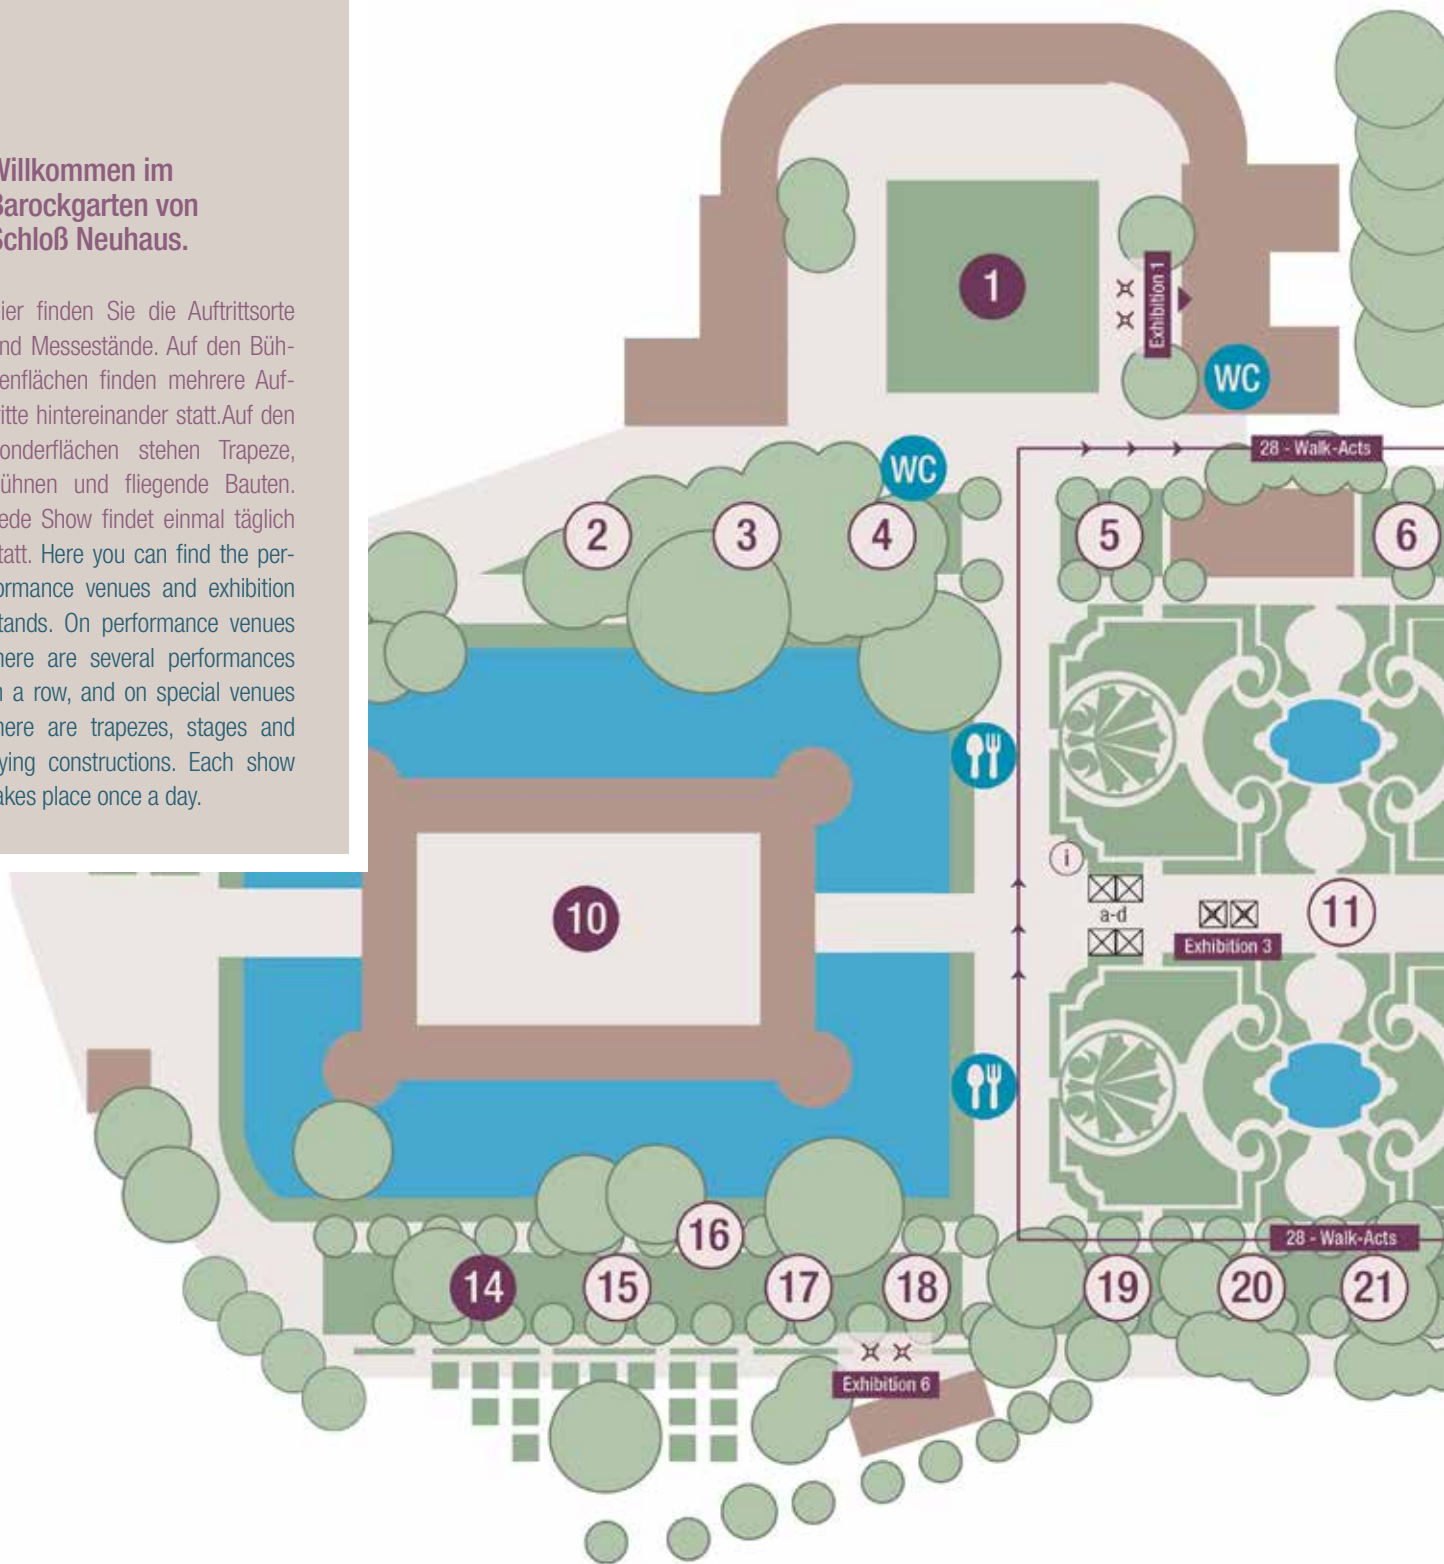 Willkommen im
Barockgarten von
Schloß Neuhaus.
ier finden Sie die Auftrittsorte
nd Messestände. Auf den Büh-
enflächen finden mehrere Auf-
itte hintereinander statt.Auf den
onderflächen stehen Trapeze,
ühnen und fliegende Bauten.
ede Show findet einmal täglich
tatt. Here you can find the per-
ormance venues and exhibition
tands. On performance venues
here are several performances
n a row, and on special venues
here are trapezes, stages and
ying constructions. Each show
akes place once a day.
1
Exhibition 1
WC
28 - Walk-Acts
WC
2
3
4
5
6
i
a-d
10
11
Exhibition 3
28 - Walk-Acts
16
14
15
17
18
19
20
21
Exhibition 6